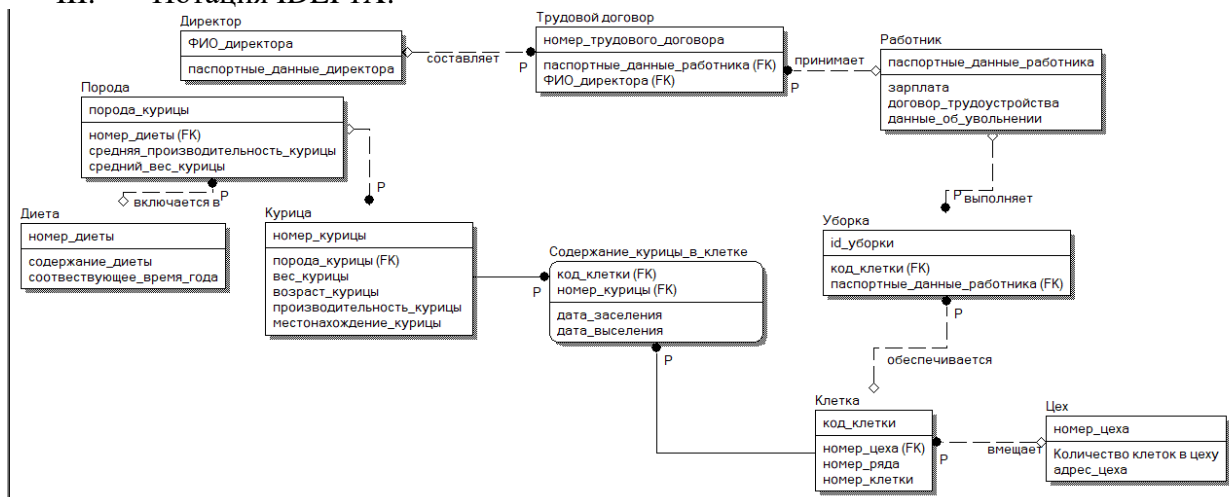 III. Нотация IDEF1X:
Директор
ФИО_директора
паспортные_данные_директора
составляет
P
Трудовой договор
номер_трудового_договора
паспортные_данные_работника (FK)
ФИО_директора (FK)
принимает
P
Работник
паспортные_данные_работника
зарплата
договор_трудоустройства
данные_об_увольнении
Порода
порода_курицы
номер_диеты (FK)
средняя_производительность_курицы
средний_вес_курицы
P
включается в
P
Диета
номер_диеты
содержание_диеты
соотвествующее_время_года
Курица
номер_курицы
порода_курицы (FK)
вес_курицы
возраст_курицы
производительность_курицы
местонахождение_курицы
P
Содержание_курицы_в_клетке
код_клетки (FK)
номер_курицы (FK)
дата_заселения
дата_выселения
P
P
выполняет
Уборка
id_уборки
код_клетки (FK)
паспортные_данные_работника (FK)
P
обеспечивается
Клетка
код_клетки
номер_цеха (FK)
номер_ряда
номер_клетки
P
вмещает
Цех
номер_цеха
Количество клеток в цеху
адрес_цеха